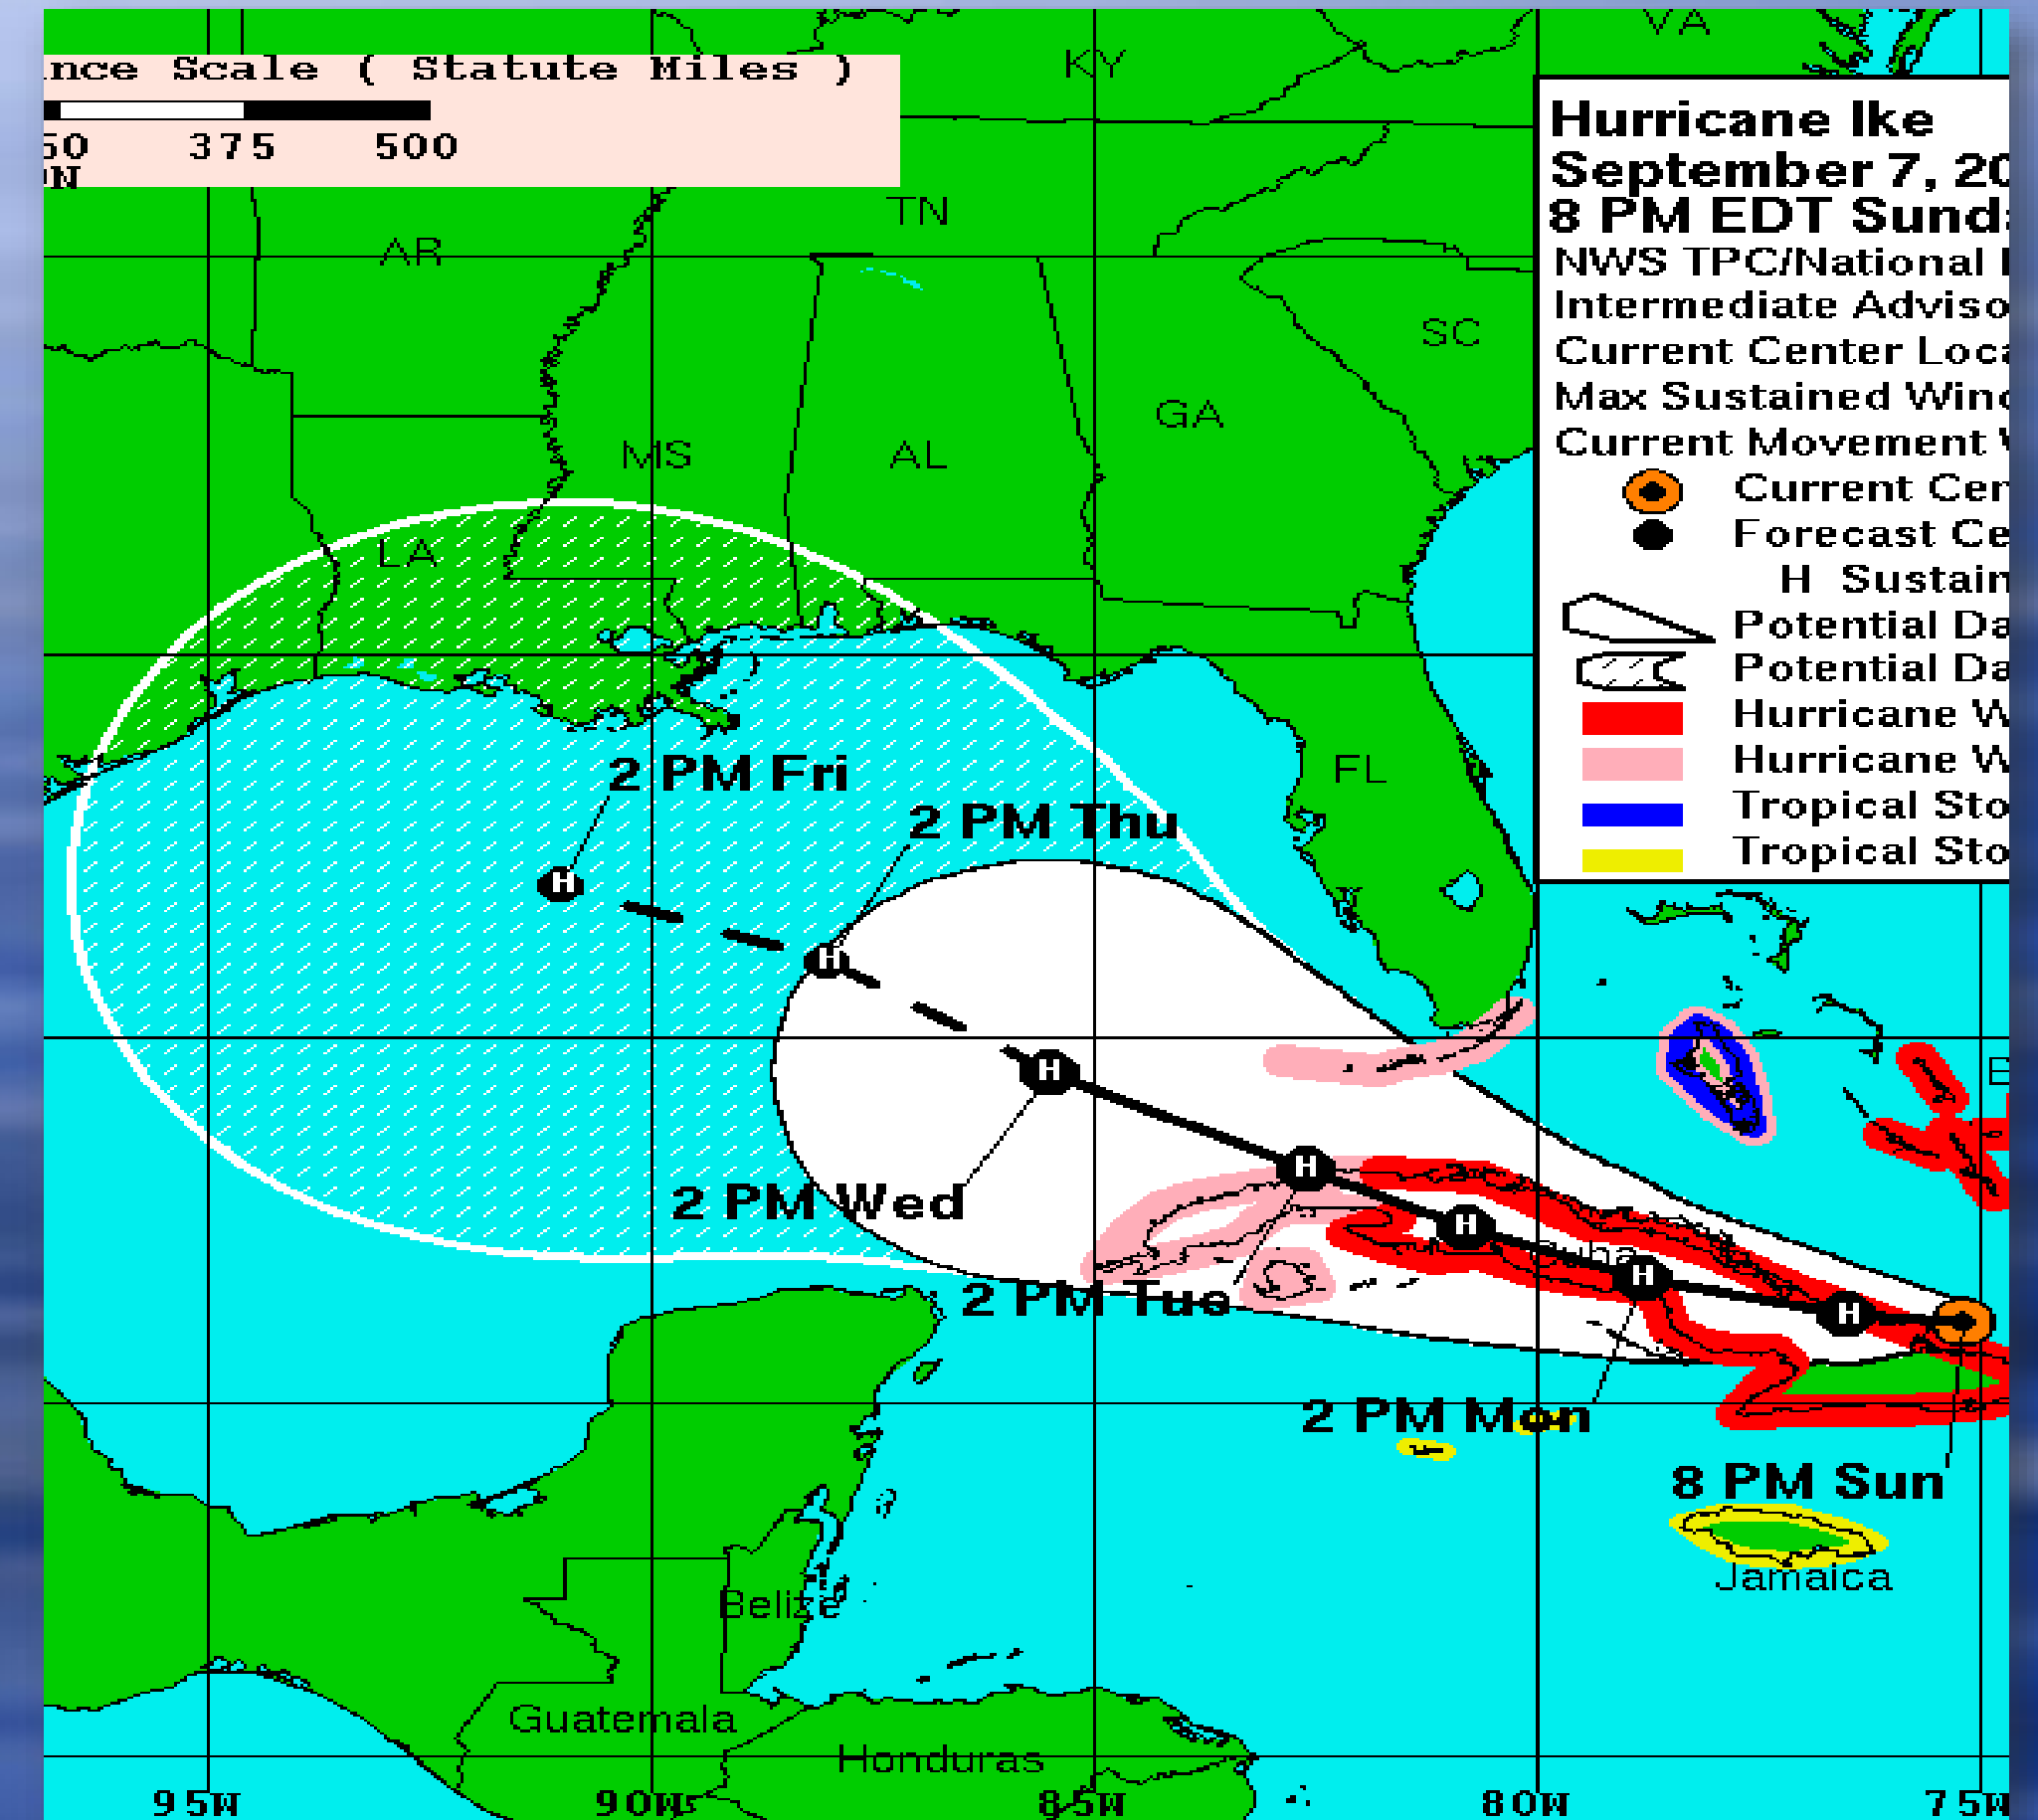 nce Scale ( Statute Miles )
375 500
N
VA
KY
TN
AR
SC
GA
MS
AL
LA
FL
Hurricane Ike
September 7, 20
8 PM EDT Sund
NWS TPC/National
Intermediate Adviso
Current Center Loca
Max Sustained Wind
Current Movement
Current Cen
Forecast Ce
H Sustain
Potential Da
Potential Da
Hurricane W
Hurricane W
Tropical Sto
Tropical Sto
2 PM Fri
2 PM Thu
H
H
H
2 PM Wed
H
H
H
H
Cuba
2 PM Tue
2 PM Mon
8 PM Sun
Jamaica
Belize
Guatemala
Honduras
95W 90W 85W 80W 75W